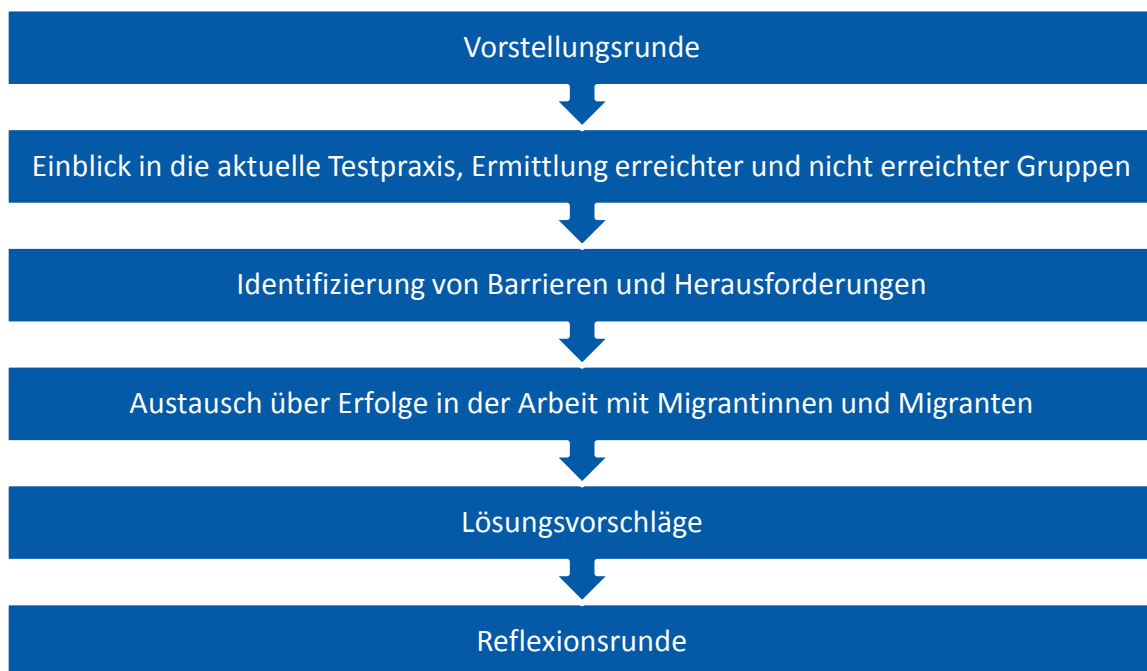 Vorstellungsrunde
Einblick in die aktuelle Testpraxis, Ermittlung erreichter und nicht erreichter Gruppen
Identifizierung von Barrieren und Herausforderungen
Austausch über Erfolge in der Arbeit mit Migrantinnen und Migranten
Lösungsvorschläge
Reflexionsrunde